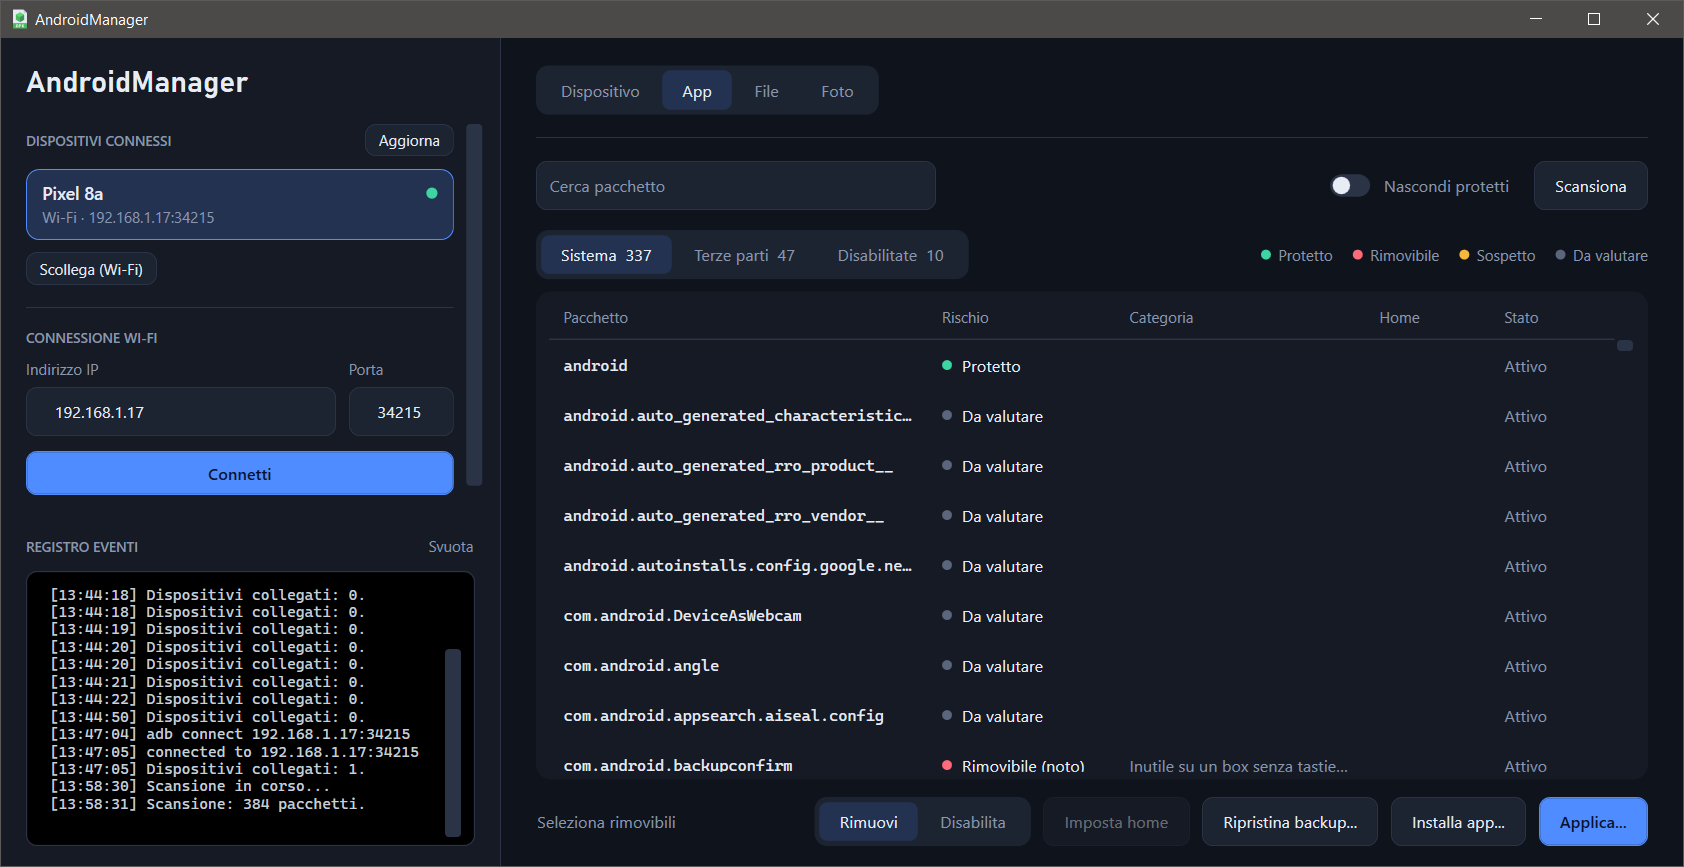 AndroidManager
AndroidManager
DISPOSITIVI CONNESSI
Aggiorna
Pixel 8a
Wi-Fi · 192.168.1.17:34215
Scollega (Wi-Fi)
CONNESSIONE WI-FI
Indirizzo IP
Porta
192.168.1.17
34215
Connetti
REGISTRO EVENTI
Svuota
[13:44:18] Dispositivi collegati: 0.
[13:44:18] Dispositivi collegati: 0.
[13:44:19] Dispositivi collegati: 0.
[13:44:20] Dispositivi collegati: 0.
[13:44:20] Dispositivi collegati: 0.
[13:44:21] Dispositivi collegati: 0.
[13:44:22] Dispositivi collegati: 0.
[13:44:50] Dispositivi collegati: 0.
[13:47:04] adb connect 192.168.1.17:34215
[13:47:05] connected to 192.168.1.17:34215
[13:47:05] Dispositivi collegati: 1.
[13:58:30] Scansione in corso...
[13:58:31] Scansione: 384 pacchetti.
Dispositivo App File Foto
Cerca pacchetto
Nascondi protetti
Scansiona
Sistema 337 Terze parti 47 Disabilitate 10
Protetto Rimovibile Sospetto Da valutare
Pacchetto Rischio Categoria Home Stato
android Protetto Attivo
android.auto_generated_characteristic… Da valutare Attivo
android.auto_generated_rro_product__ Da valutare Attivo
android.auto_generated_rro_vendor__ Da valutare Attivo
android.autoinstalls.config.google.ne… Da valutare Attivo
com.android.DeviceAsWebcam Da valutare Attivo
com.android.angle Da valutare Attivo
com.android.appsearch.aiseal.config Da valutare Attivo
com.android.backupconfirm Rimovibile (noto) Inutile su un box senza tastie… Attivo
Seleziona rimovibili
Rimuovi Disabilita
Imposta home
Ripristina backup...
Installa app...
Applica...